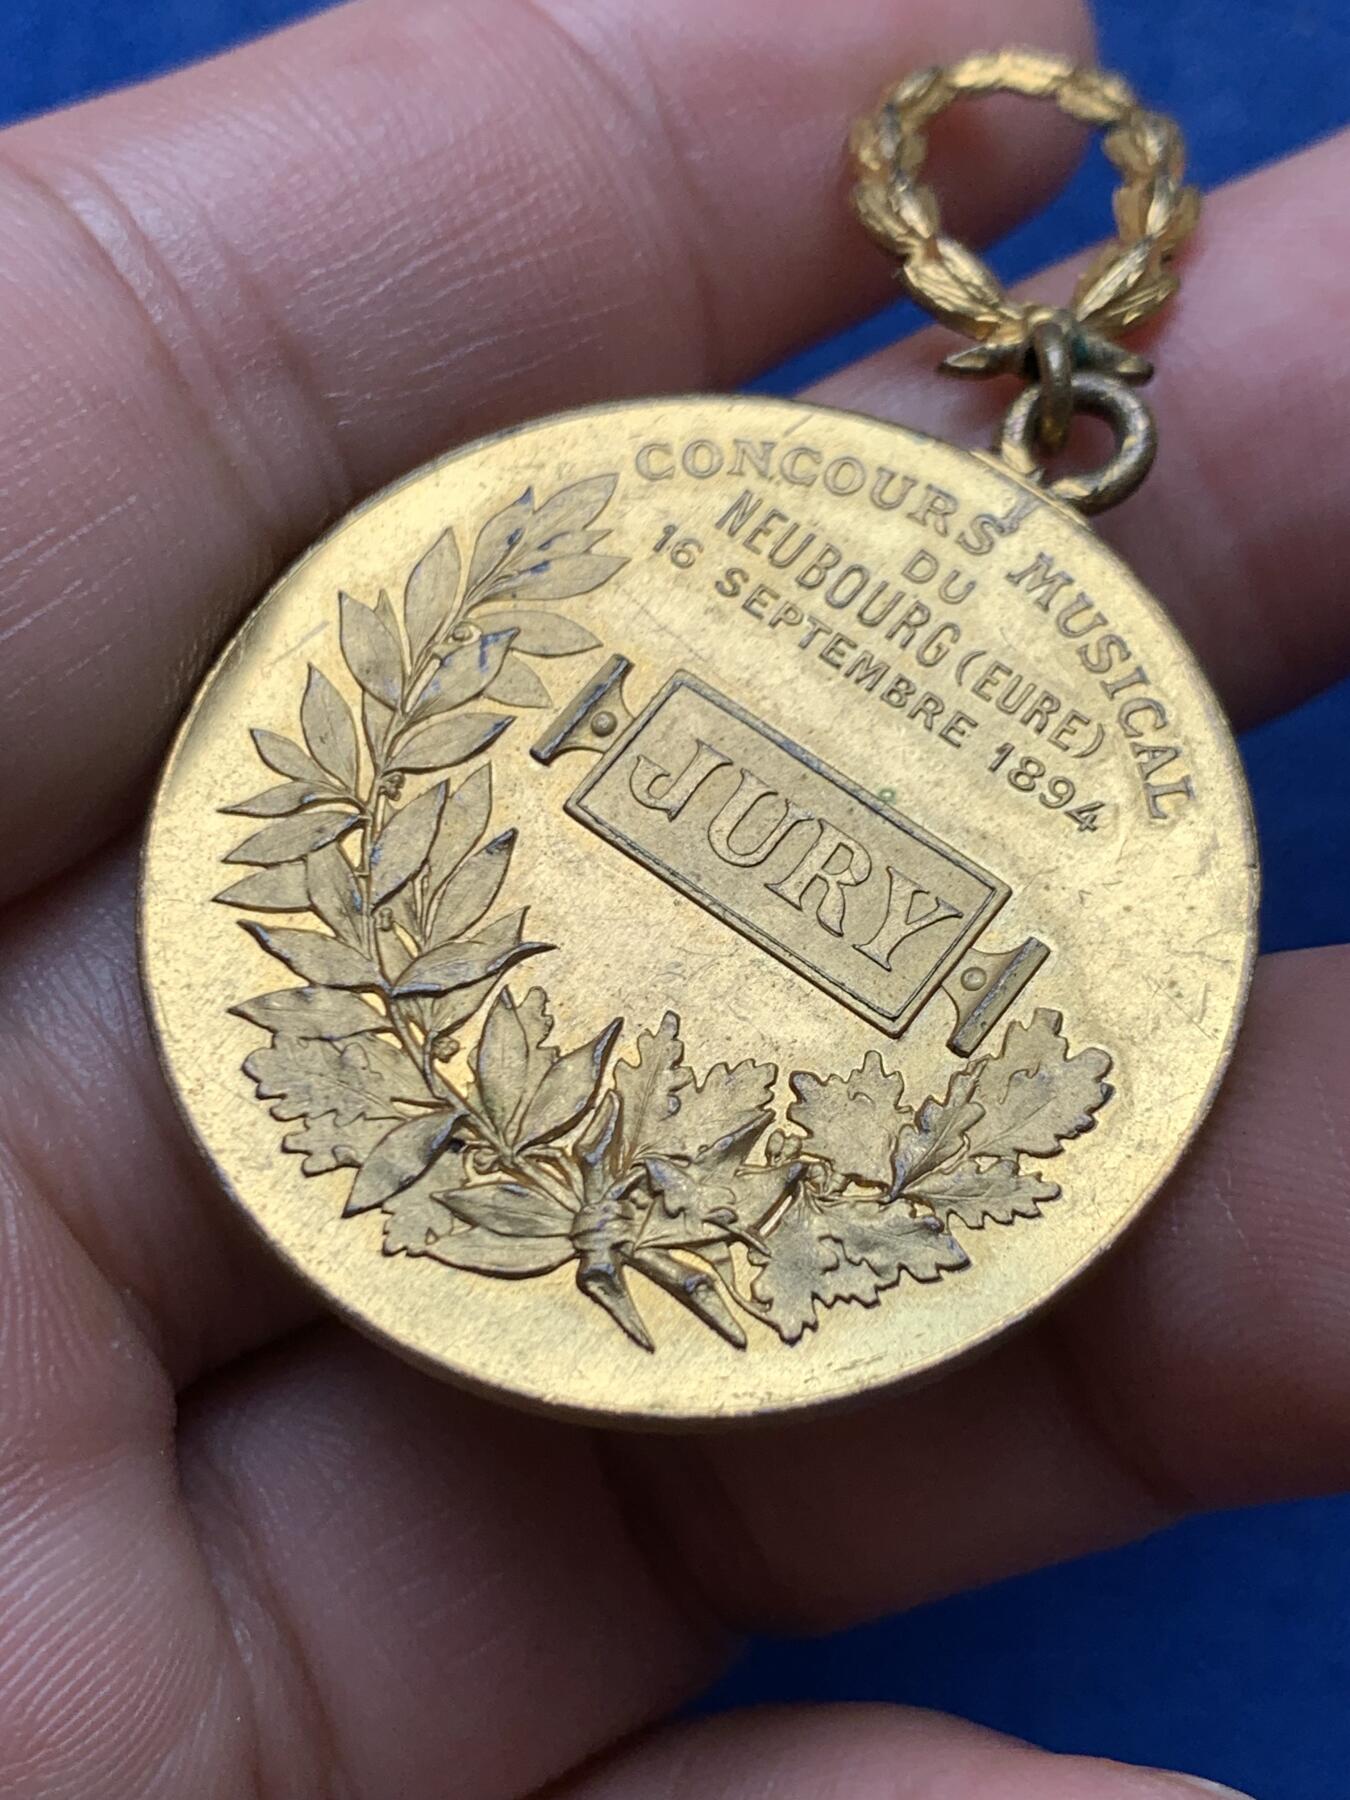 CONCOURS MUSICAL
DU
NEUBOURG (EURE)
16 SEPTEMBRE 1894
JURY